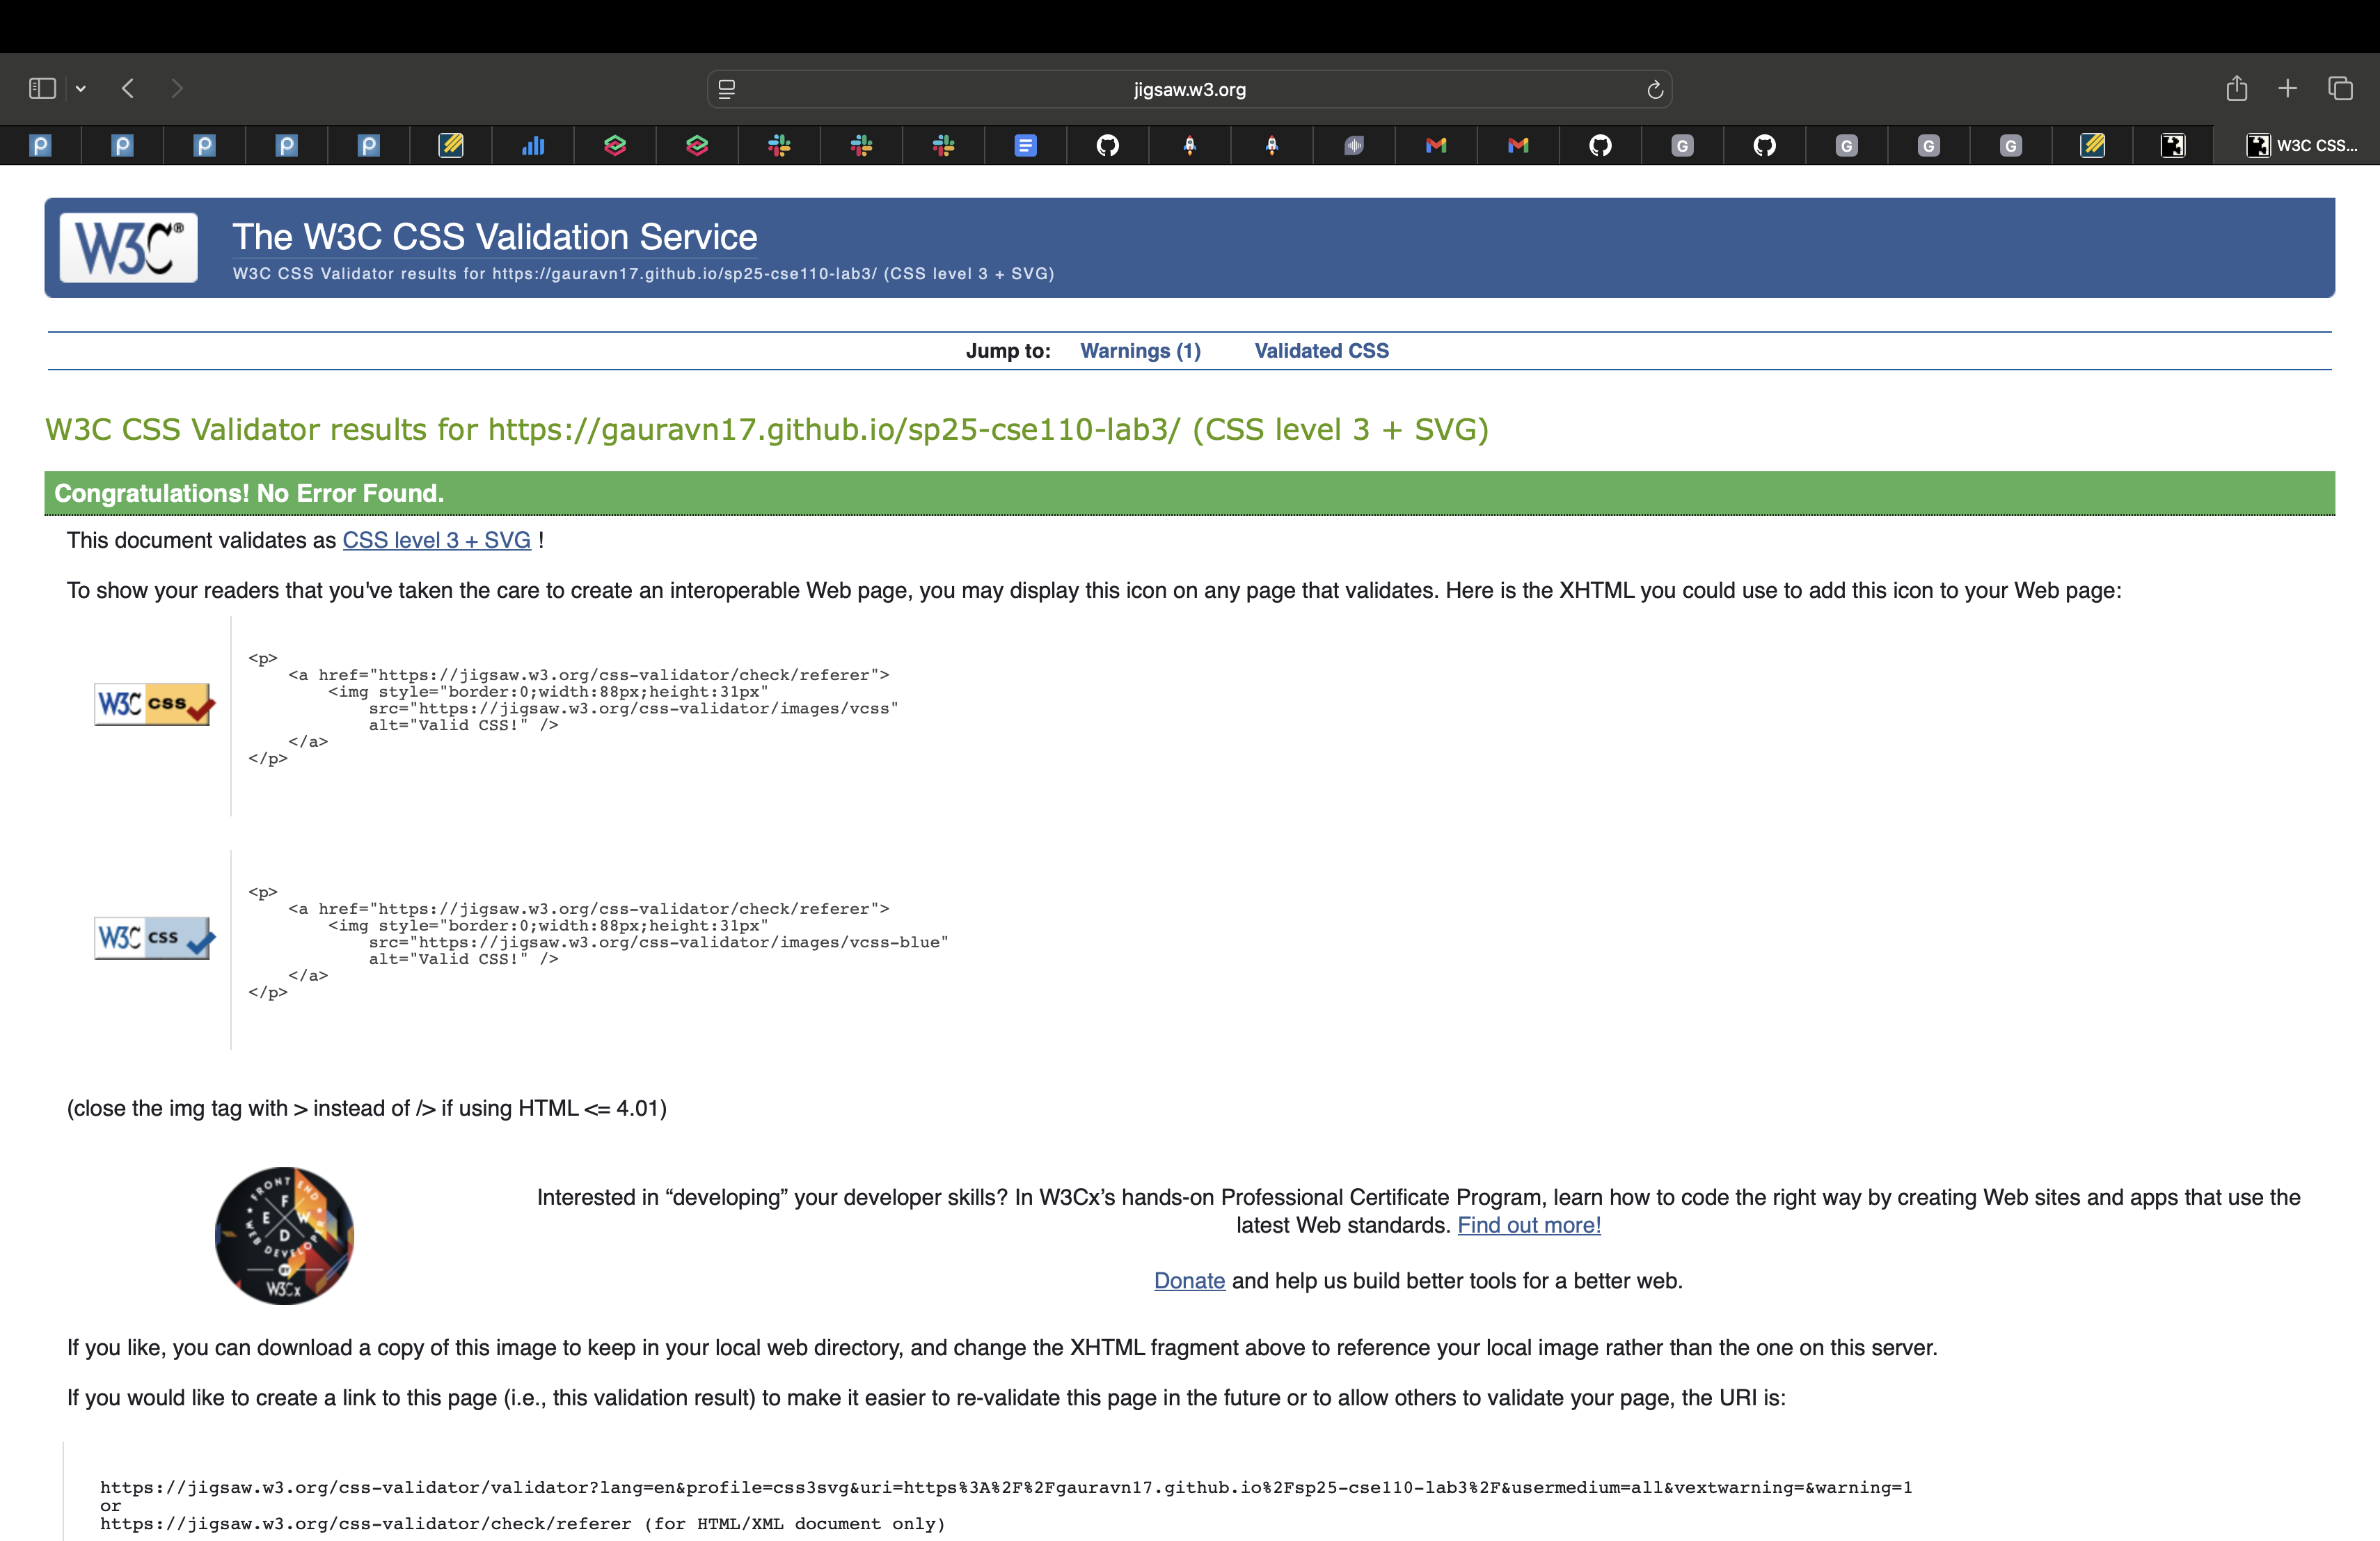 jigsaw.w3.org
W3C CSS...
W3C®
The W3C CSS Validation Service
W3C CSS Validator results for https://gauravn17.github.io/sp25-cse110-lab3/ (CSS level 3 + SVG)
Jump to: Warnings (1) Validated CSS
W3C CSS Validator results for https://gauravn17.github.io/sp25-cse110-lab3/ (CSS level 3 + SVG)
Congratulations! No Error Found.
This document validates as CSS level 3 + SVG !
To show your readers that you've taken the care to create an interoperable Web page, you may display this icon on any page that validates. Here is the XHTML you could use to add this icon to your Web page:
W3C css
<p>
    <a href="https://jigsaw.w3.org/css-validator/check/referer">
        <img style="border:0;width:88px;height:31px"
            src="https://jigsaw.w3.org/css-validator/images/vcss"
            alt="Valid CSS!" />
    </a>
</p>
W3C css
<p>
    <a href="https://jigsaw.w3.org/css-validator/check/referer">
        <img style="border:0;width:88px;height:31px"
            src="https://jigsaw.w3.org/css-validator/images/vcss-blue"
            alt="Valid CSS!" />
    </a>
</p>
(close the img tag with > instead of /> if using HTML <= 4.01)
FRONT END
F E W D
WEB DEVELOPER
BY
W3Cx
Interested in “developing” your developer skills? In W3Cx’s hands-on Professional Certificate Program, learn how to code the right way by creating Web sites and apps that use the
latest Web standards. Find out more!
Donate and help us build better tools for a better web.
If you like, you can download a copy of this image to keep in your local web directory, and change the XHTML fragment above to reference your local image rather than the one on this server.
If you would like to create a link to this page (i.e., this validation result) to make it easier to re-validate this page in the future or to allow others to validate your page, the URI is:
https://jigsaw.w3.org/css-validator/validator?lang=en&profile=css3svg&uri=https%3A%2F%2Fgauravn17.github.io%2Fsp25-cse110-lab3%2F&usermedium=all&vextwarning=&warning=1
or
https://jigsaw.w3.org/css-validator/check/referer (for HTML/XML document only)